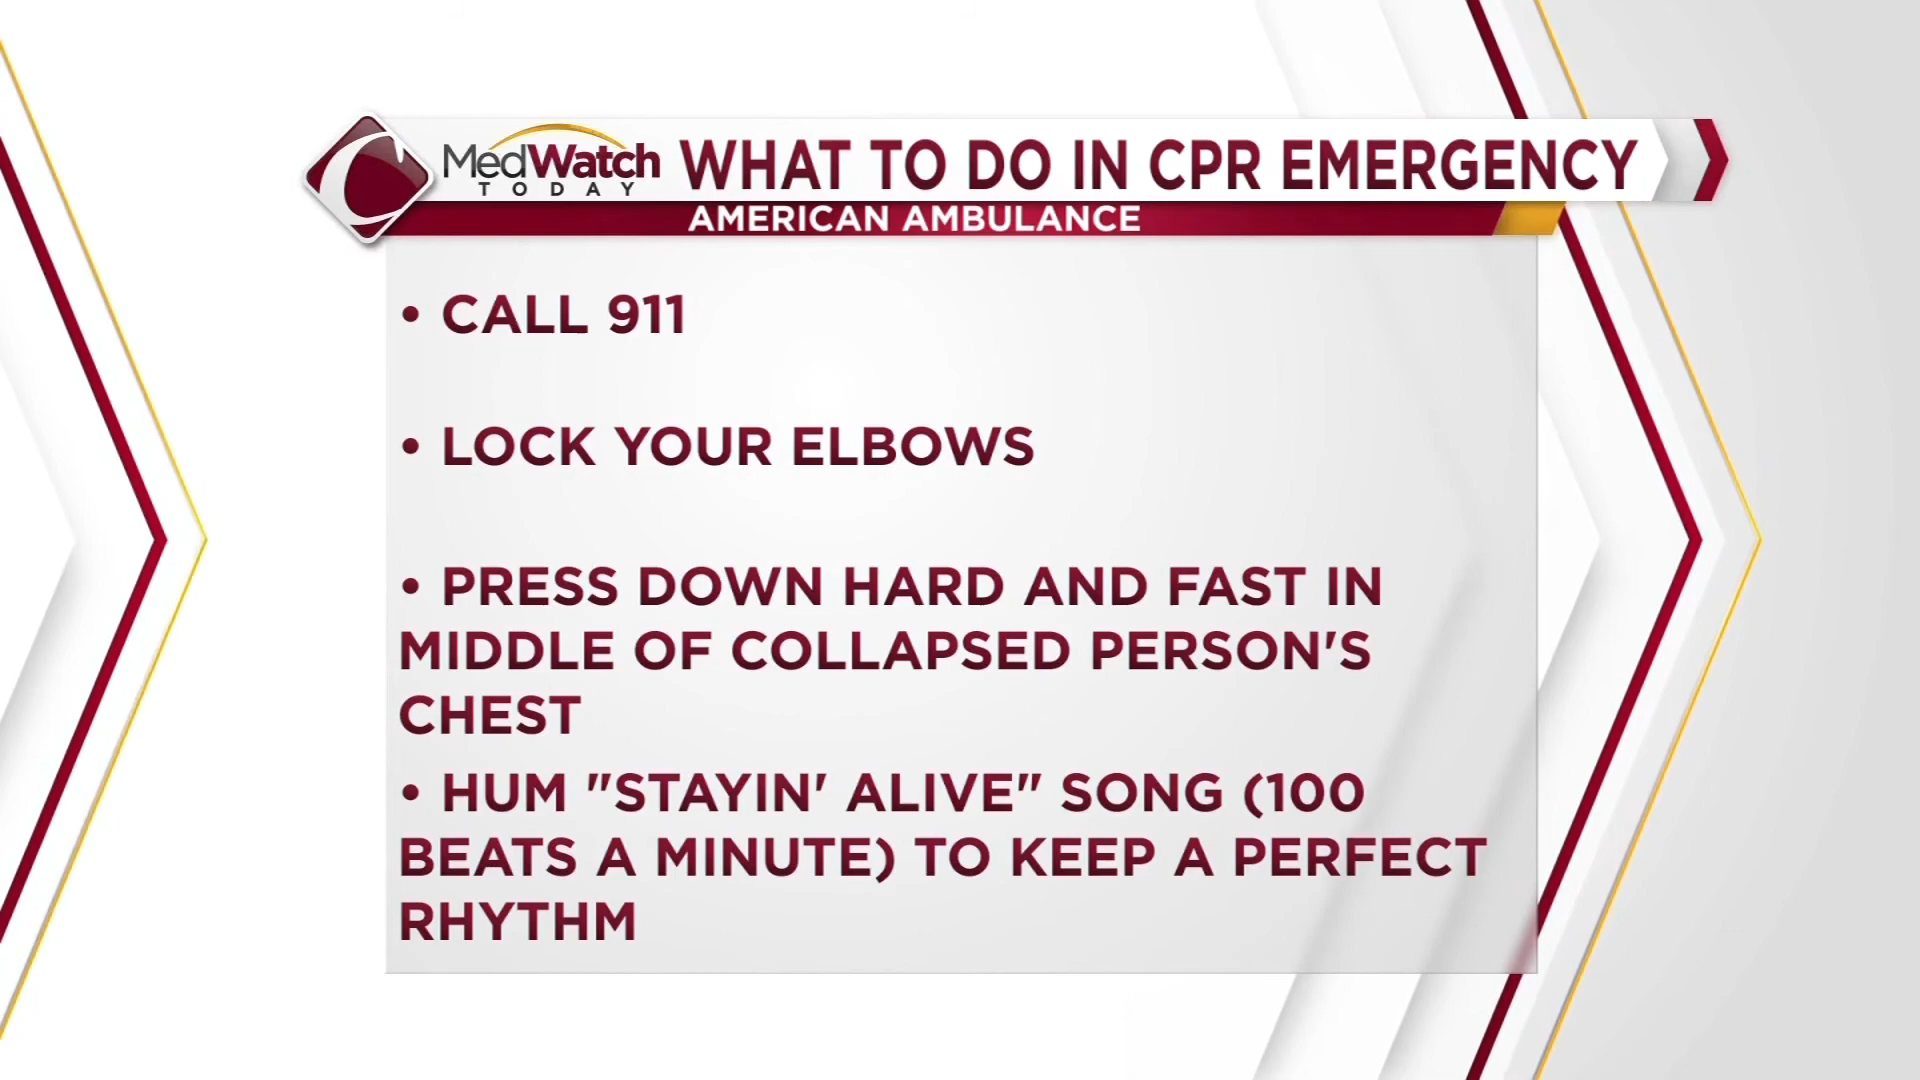 MedWatch
TODAY
WHAT TO DO IN CPR EMERGENCY
AMERICAN AMBULANCE
• CALL 911
• LOCK YOUR ELBOWS
• PRESS DOWN HARD AND FAST IN
MIDDLE OF COLLAPSED PERSON'S
CHEST
• HUM "STAYIN' ALIVE" SONG (100
BEATS A MINUTE) TO KEEP A PERFECT
RHYTHM